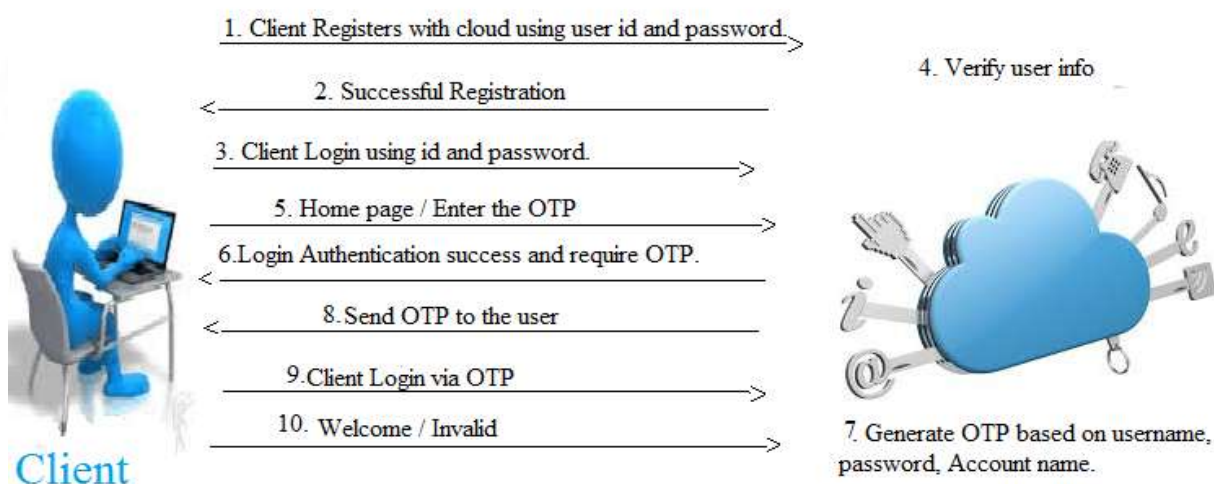 1. Client Registers with cloud using user id and password
4. Verify user info
2. Successful Registration
3. Client Login using id and password.
5. Home page / Enter the OTP
6.Login Authentication success and require OTP.
8.Send OTP to the user
9.Client Login via OTP
10. Welcome / Invalid
7. Generate OTP based on username,
password, Account name.
Client